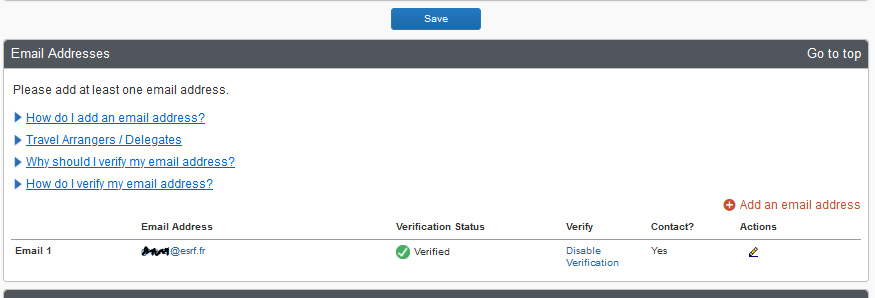 Save
Email Addresses Go to top
Please add at least one email address.
How do I add an email address?
Travel Arrangers / Delegates
Why should I verify my email address?
How do I verify my email address?
Add an email address
Email Address Verification Status Verify Contact? Actions
Email 1 @esrf.fr Verified Disable Yes
Verification